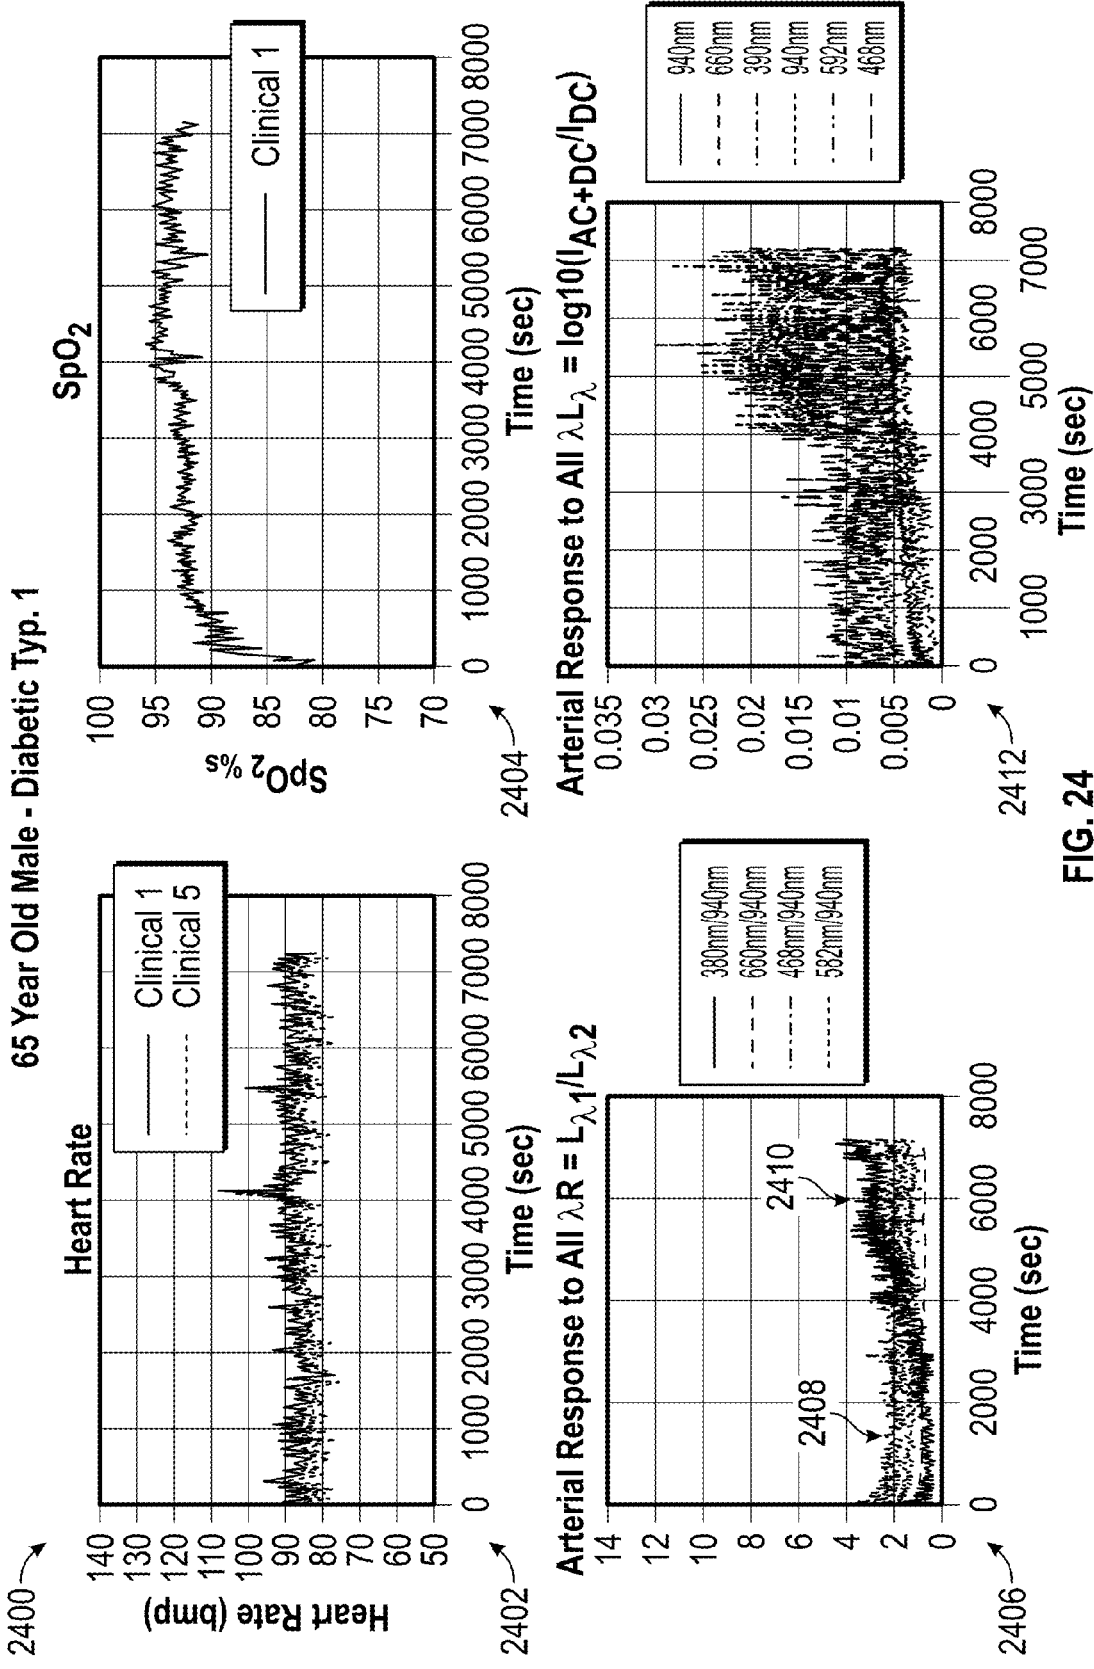 65 Year Old Male - Diabetic Typ. 1
2400
Heart Rate
Heart Rate (bmp)
140
130
120
110
100
90
80
70
60
50
0 1000 2000 3000 4000 5000 6000 7000 8000
Time (sec)
Clinical 1
Clinical 5
2402
SpO2
SpO2 %s
100
95
90
85
80
75
70
0 1000 2000 3000 4000 5000 6000 7000 8000
Time (sec)
Clinical 1
2404
Arterial Response to All λR = Lλ1/Lλ2
14
12
10
8
6
4
2
0
0 2000 4000 6000 8000
Time (sec)
2408
2410
380nm/940nm
660nm/940nm
468nm/940nm
582nm/940nm
2406
Arterial Response to All λLλ = log10(IAC+DC/IDC)
0.035
0.03
0.025
0.02
0.015
0.01
0.005
0
0 1000 2000 3000 4000 5000 6000 7000 8000
Time (sec)
940nm
660nm
390nm
940nm
592nm
468nm
2412
FIG. 24